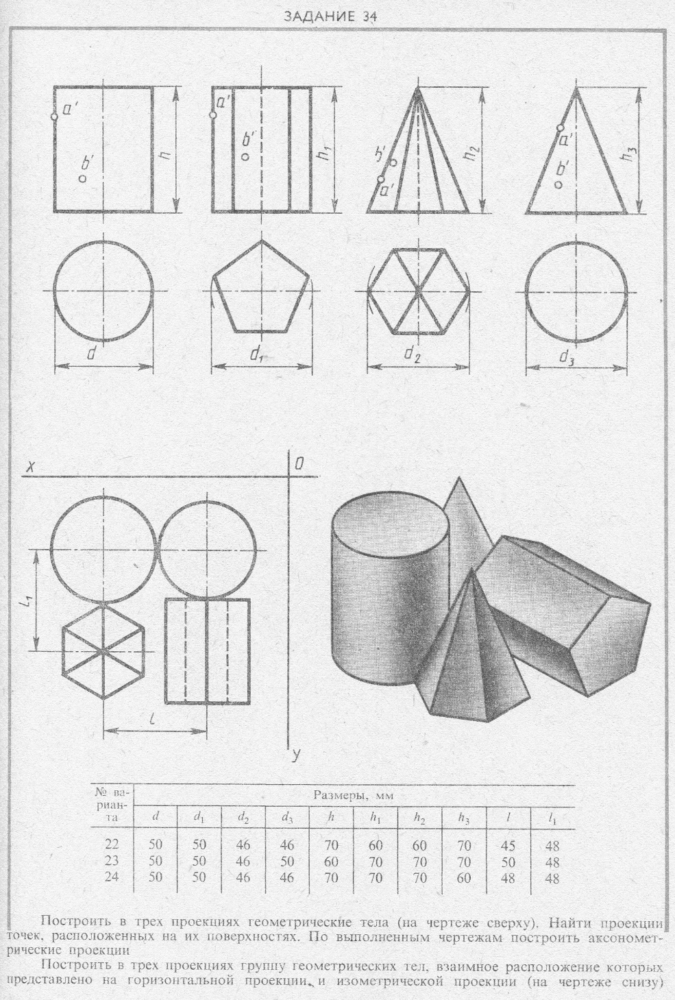 ЗАДАНИЕ 34
a' b' h
a' b' h₁
b' a' h₂
a' b' h₃
d d₁ d₂ d₃
X O
L₁
L
y
№ ва-
риан-
та
Размеры, мм
d d₁ d₂ d₃ h h₁ h₂ h₃ l l₁
22 50 50 46 46 70 60 60 70 45 48
23 50 50 46 50 60 70 70 70 50 48
24 50 50 46 46 70 70 70 60 48 48
Построить в трех проекциях геометрические тела (на чертеже сверху). Найти проекции
точек, расположенных на их поверхностях. По выполненным чертежам построить аксономет-
рические проекции
Построить в трех проекциях группу геометрических тел, взаимное расположение которых
представлено на горизонтальной проекции, и изометрической проекции (на чертеже снизу)